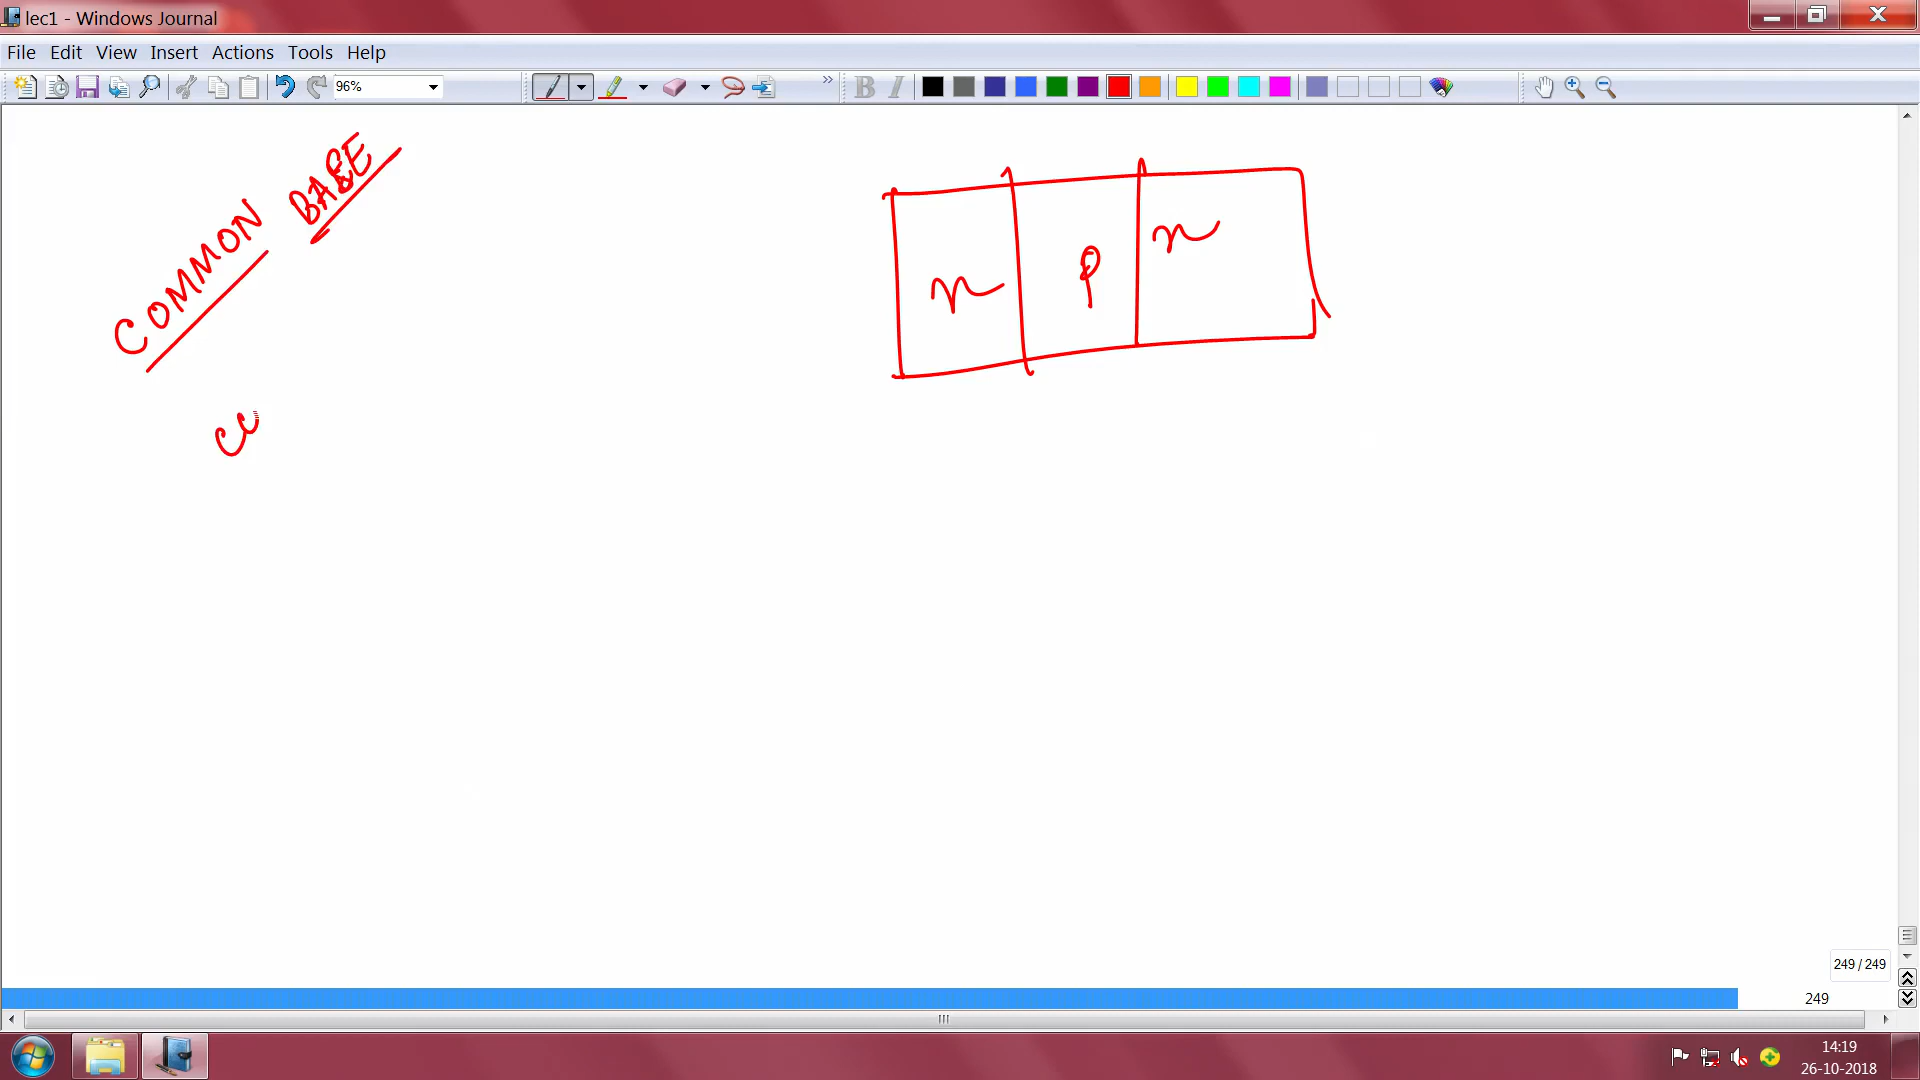 lec1 - Windows Journal
File Edit View Insert Actions Tools Help
96%
B I
COMMON BASE
n p n
cc
249 / 249
249
14:19
26-10-2018